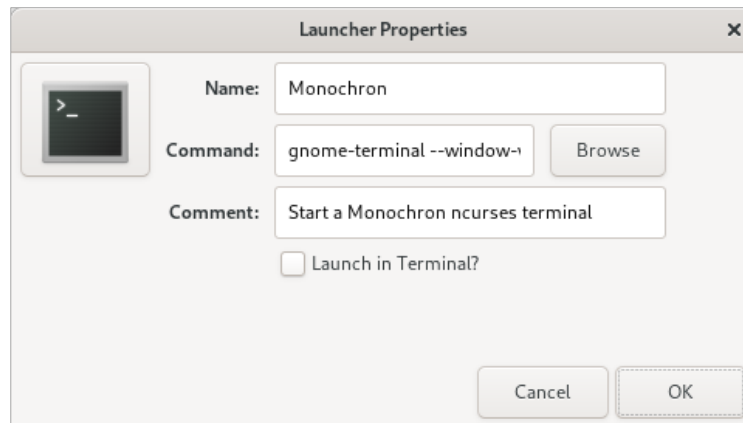 Launcher Properties
>_
Name: Monochron
Command: gnome-terminal --window- Browse
Comment: Start a Monochron ncurses terminal
Launch in Terminal?
Cancel OK